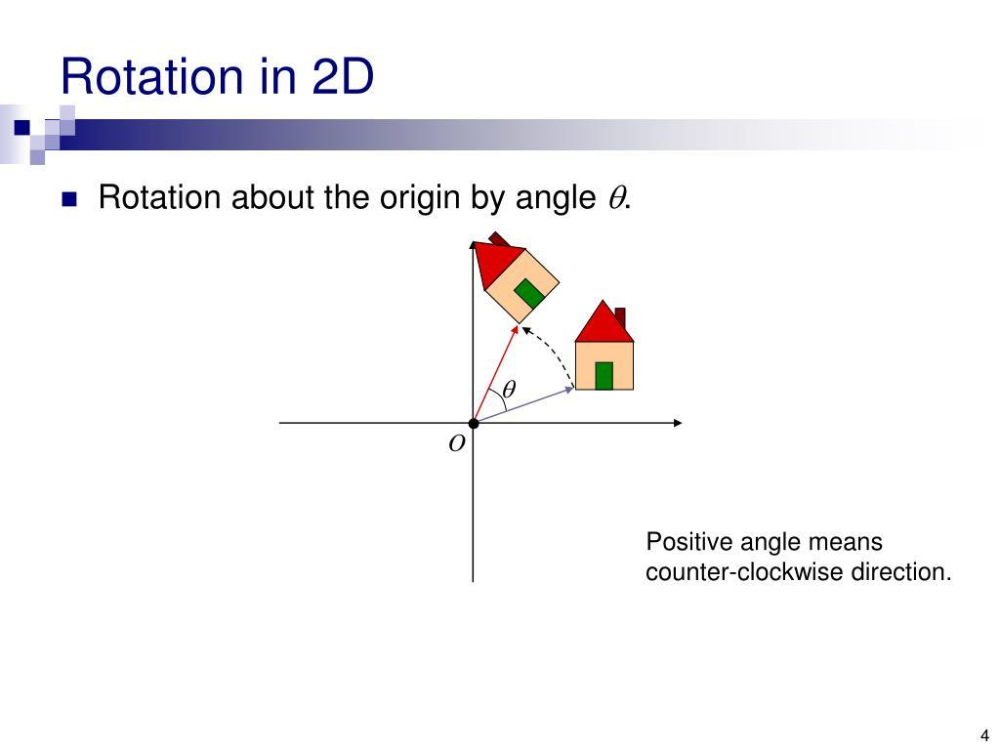 Rotation in 2D
Rotation about the origin by angle θ.
θ
O
Positive angle means
counter-clockwise direction.
4